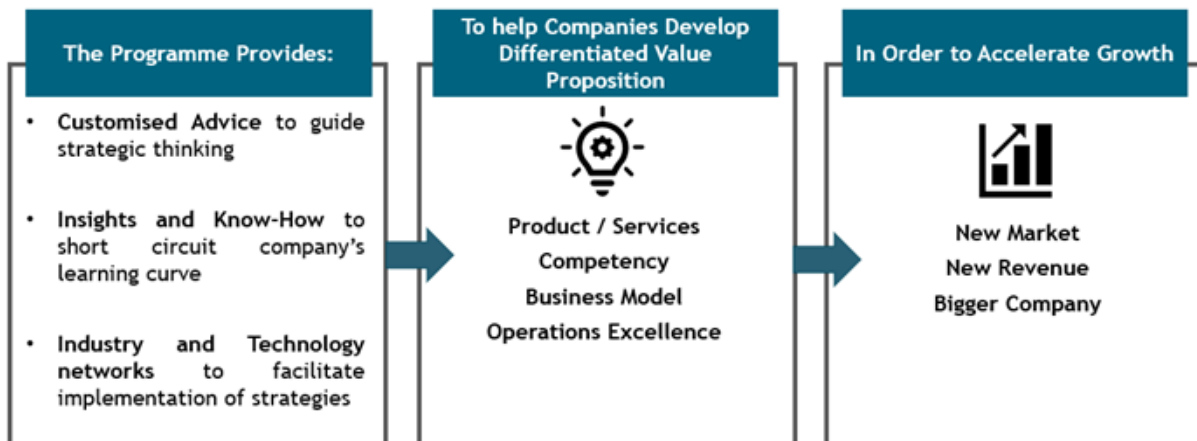 The Programme Provides:
• Customised Advice to guide
strategic thinking
• Insights and Know-How to
short circuit company's
learning curve
• Industry and Technology
networks to facilitate
implementation of strategies
To help Companies Develop
Differentiated Value
Proposition
Product / Services
Competency
Business Model
Operations Excellence
In Order to Accelerate Growth
New Market
New Revenue
Bigger Company